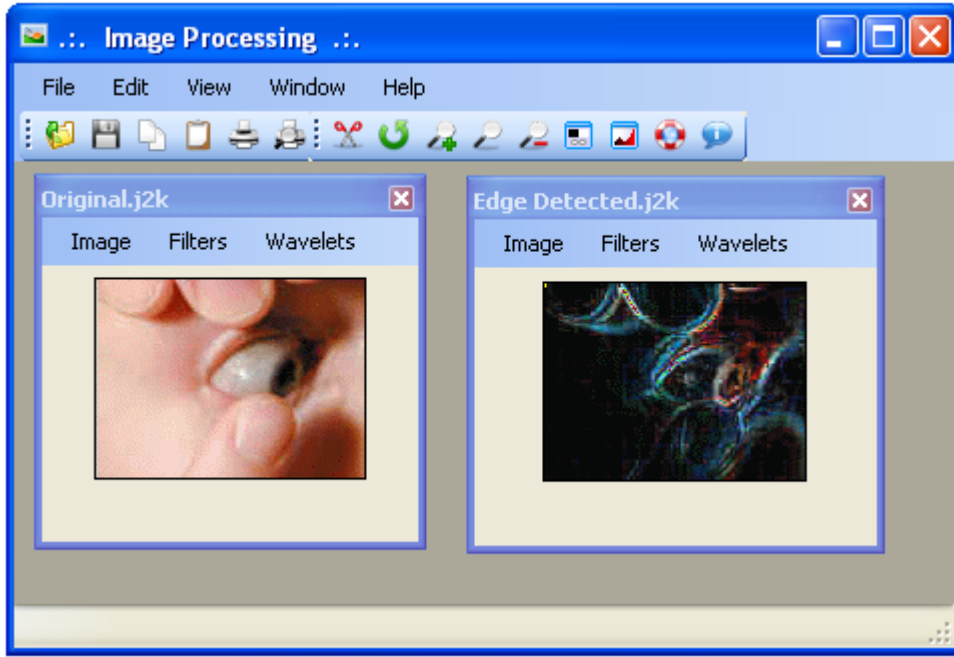 .:. Image Processing .:.
File Edit View Window Help
Original.j2k
Image Filters Wavelets
Edge Detected.j2k
Image Filters Wavelets